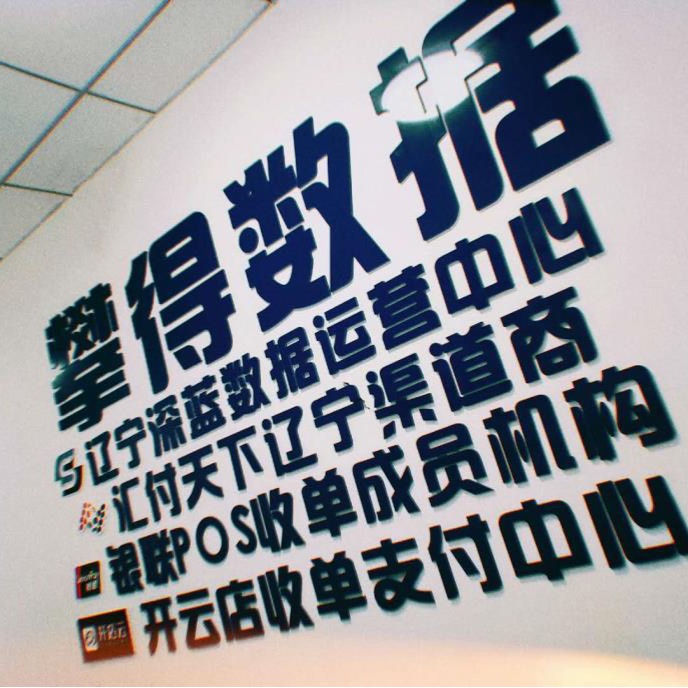 攀得数据
辽宁深蓝数据运营中心
汇付天下辽宁渠道商
银联POS收单成员机构
开云店收单支付中心